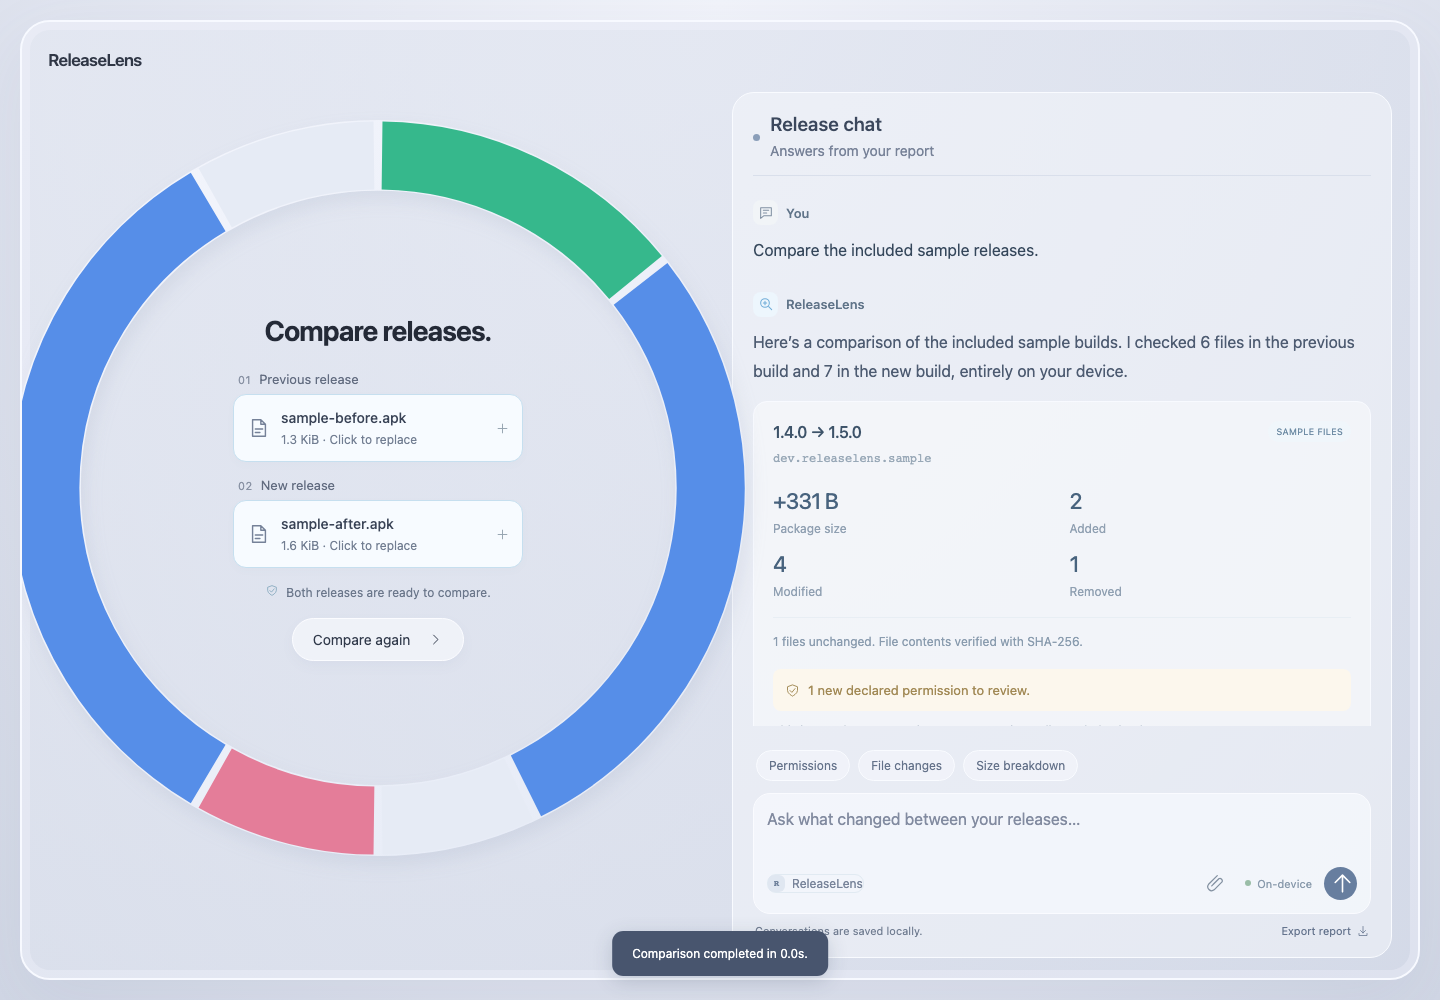 ReleaseLens
Compare releases.
01 Previous release
sample-before.apk
1.3 KiB · Click to replace
02 New release
sample-after.apk
1.6 KiB · Click to replace
Both releases are ready to compare.
Compare again
Release chat
Answers from your report
You
Compare the included sample releases.
ReleaseLens
Here’s a comparison of the included sample builds. I checked 6 files in the previous
build and 7 in the new build, entirely on your device.
1.4.0 → 1.5.0
SAMPLE FILES
dev.releaselens.sample
+331 B
Package size
2
Added
4
Modified
1
Removed
1 files unchanged. File contents verified with SHA-256.
1 new declared permission to review.
Permissions
File changes
Size breakdown
Ask what changed between your releases...
R ReleaseLens
On-device
Conversations are saved locally.
Export report
Comparison completed in 0.0s.